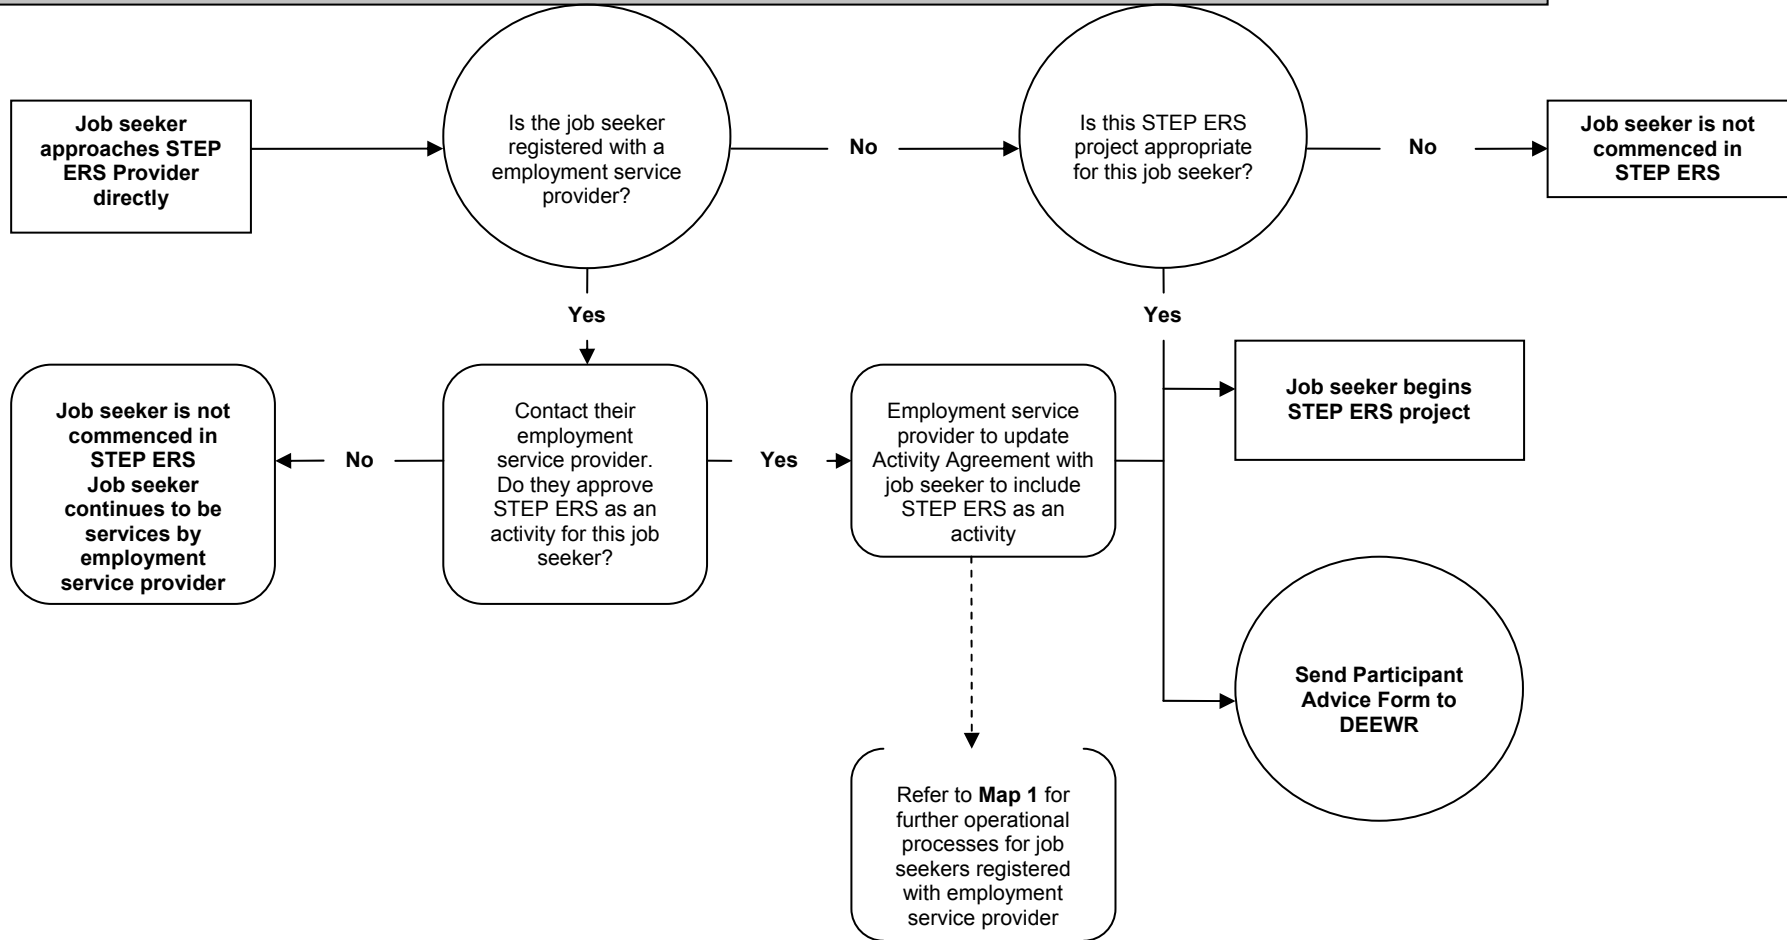 Job seeker
approaches STEP
ERS Provider
directly
Is the job seeker
registered with a
employment service
provider?
No
Is this STEP ERS
project appropriate
for this job seeker?
No
Job seeker is not
commenced in
STEP ERS
Yes
Yes
Job seeker is not
commenced in
STEP ERS
Job seeker
continues to be
services by
employment
service provider
No
Contact their
employment
service provider.
Do they approve
STEP ERS as an
activity for this job
seeker?
Yes
Employment service
provider to update
Activity Agreement with
job seeker to include
STEP ERS as an
activity
Job seeker begins
STEP ERS project
Send Participant
Advice Form to
DEEWR
Refer to Map 1 for
further operational
processes for job
seekers registered
with employment
service provider